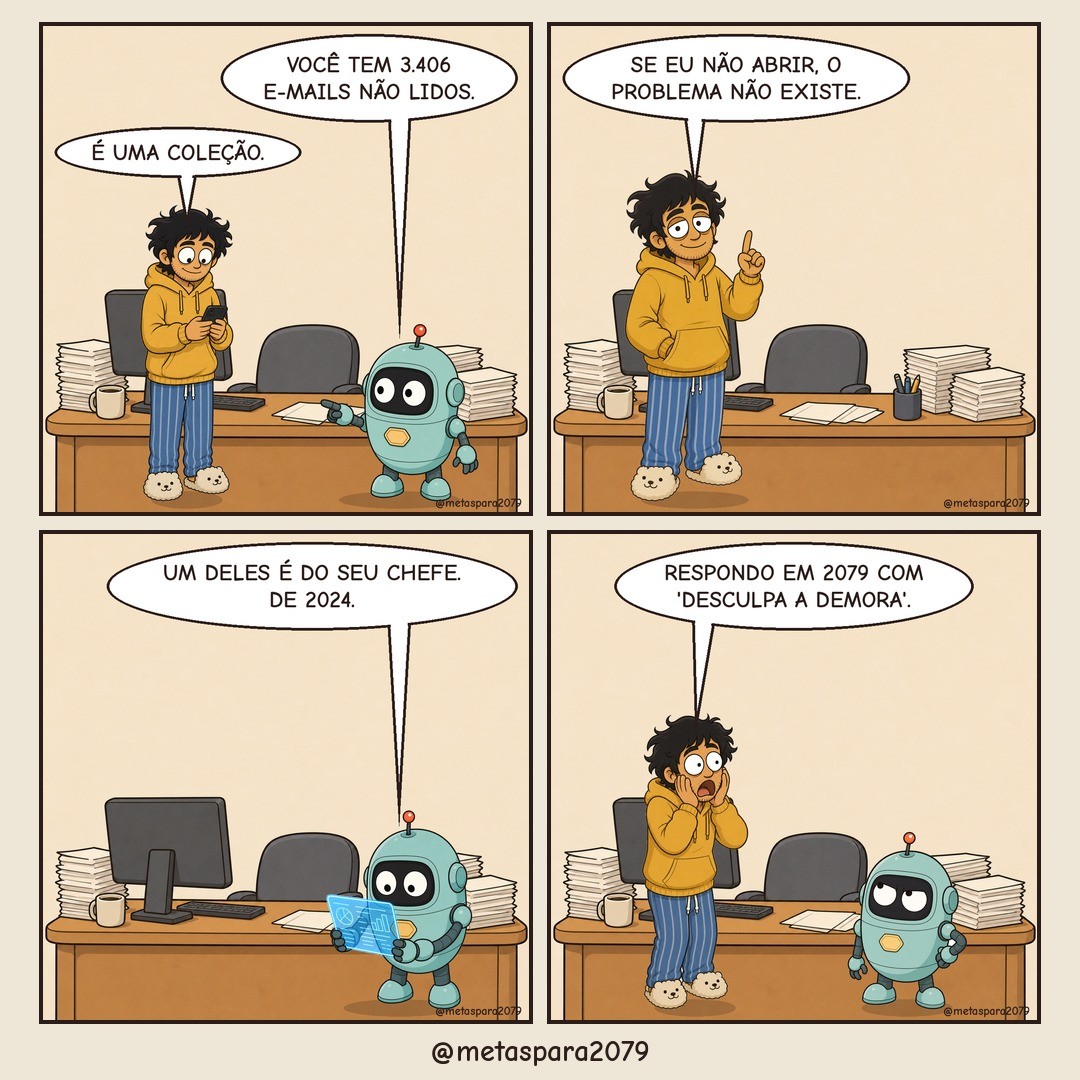 VOCÊ TEM 3.406
E-MAILS NÃO LIDOS.
É UMA COLEÇÃO.
@metaspara2079
SE EU NÃO ABRIR, O
PROBLEMA NÃO EXISTE.
@metaspara2079
UM DELES É DO SEU CHEFE.
DE 2024.
@metaspara2079
RESPONDO EM 2079 COM
'DESCULPA A DEMORA'.
@metaspara2079
@metaspara2079